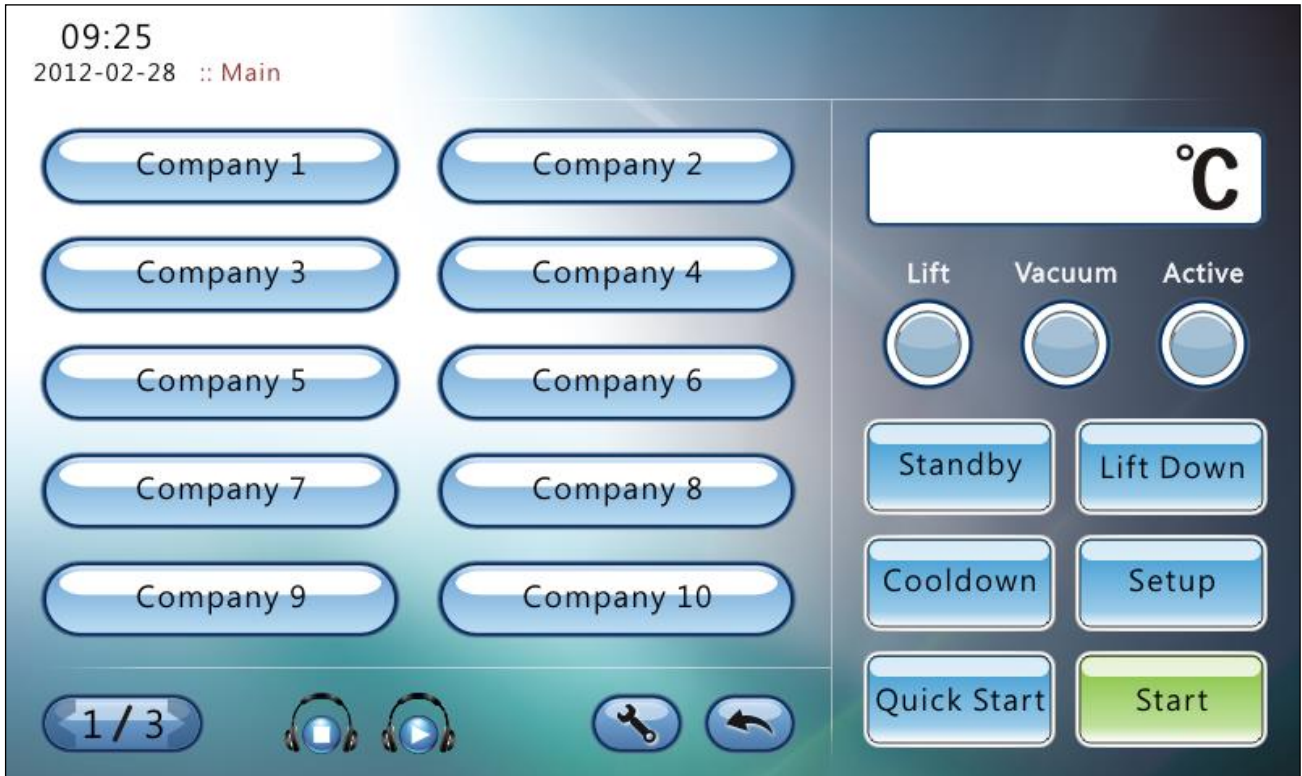 09:25
2012-02-28 :: Main
Company 1
Company 2
Company 3
Company 4
Company 5
Company 6
Company 7
Company 8
Company 9
Company 10
1 / 3
℃
Lift Vacuum Active
Standby
Lift Down
Cooldown
Setup
Quick Start
Start